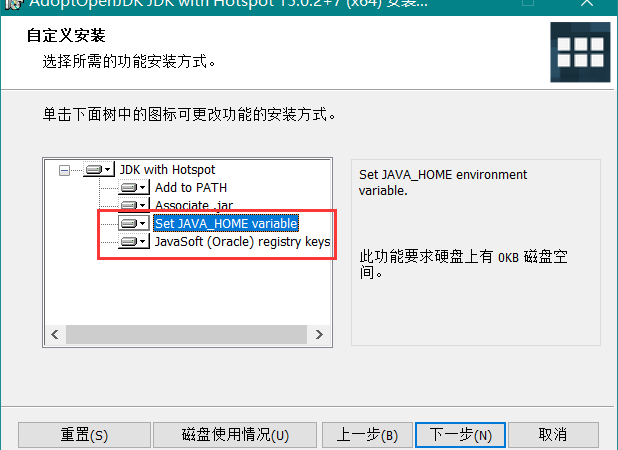 AdoptOpenJDK JDK with Hotspot 15.0.2+7 (x64) 安装...
自定义安装
选择所需的功能安装方式。
单击下面树中的图标可更改功能的安装方式。
JDK with Hotspot
Add to PATH
Associate .jar
Set JAVA_HOME variable
JavaSoft (Oracle) registry keys
Set JAVA_HOME environment
variable.
此功能要求硬盘上有 0KB 磁盘空
间。
重置(S)
磁盘使用情况(U)
上一步(B)
下一步(N)
取消